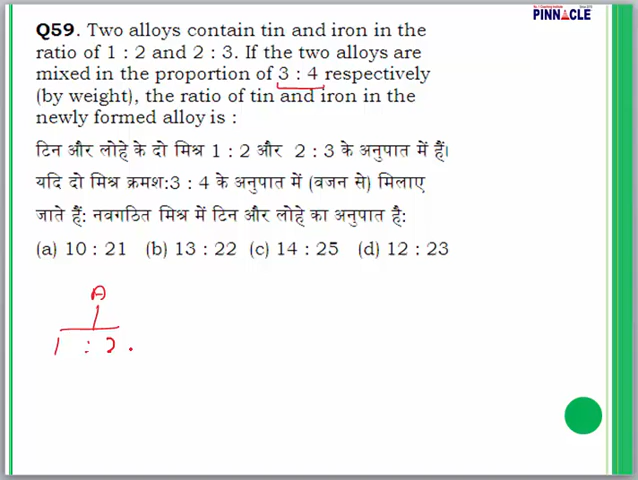 PINNACLE
Q59. Two alloys contain tin and iron in the
ratio of 1 : 2 and 2 : 3. If the two alloys are
mixed in the proportion of 3 : 4 respectively
(by weight), the ratio of tin and iron in the
newly formed alloy is :
टिन और लोहे के दो मिश्र 1 : 2 और 2 : 3 के अनुपात में हैं।
यदि दो मिश्र क्रमश:3 : 4 के अनुपात में (वजन से) मिलाए
जाते हैं: नवगठित मिश्र में टिन और लोहे का अनुपात है:
(a) 10 : 21 (b) 13 : 22 (c) 14 : 25 (d) 12 : 23
A
1 : 2